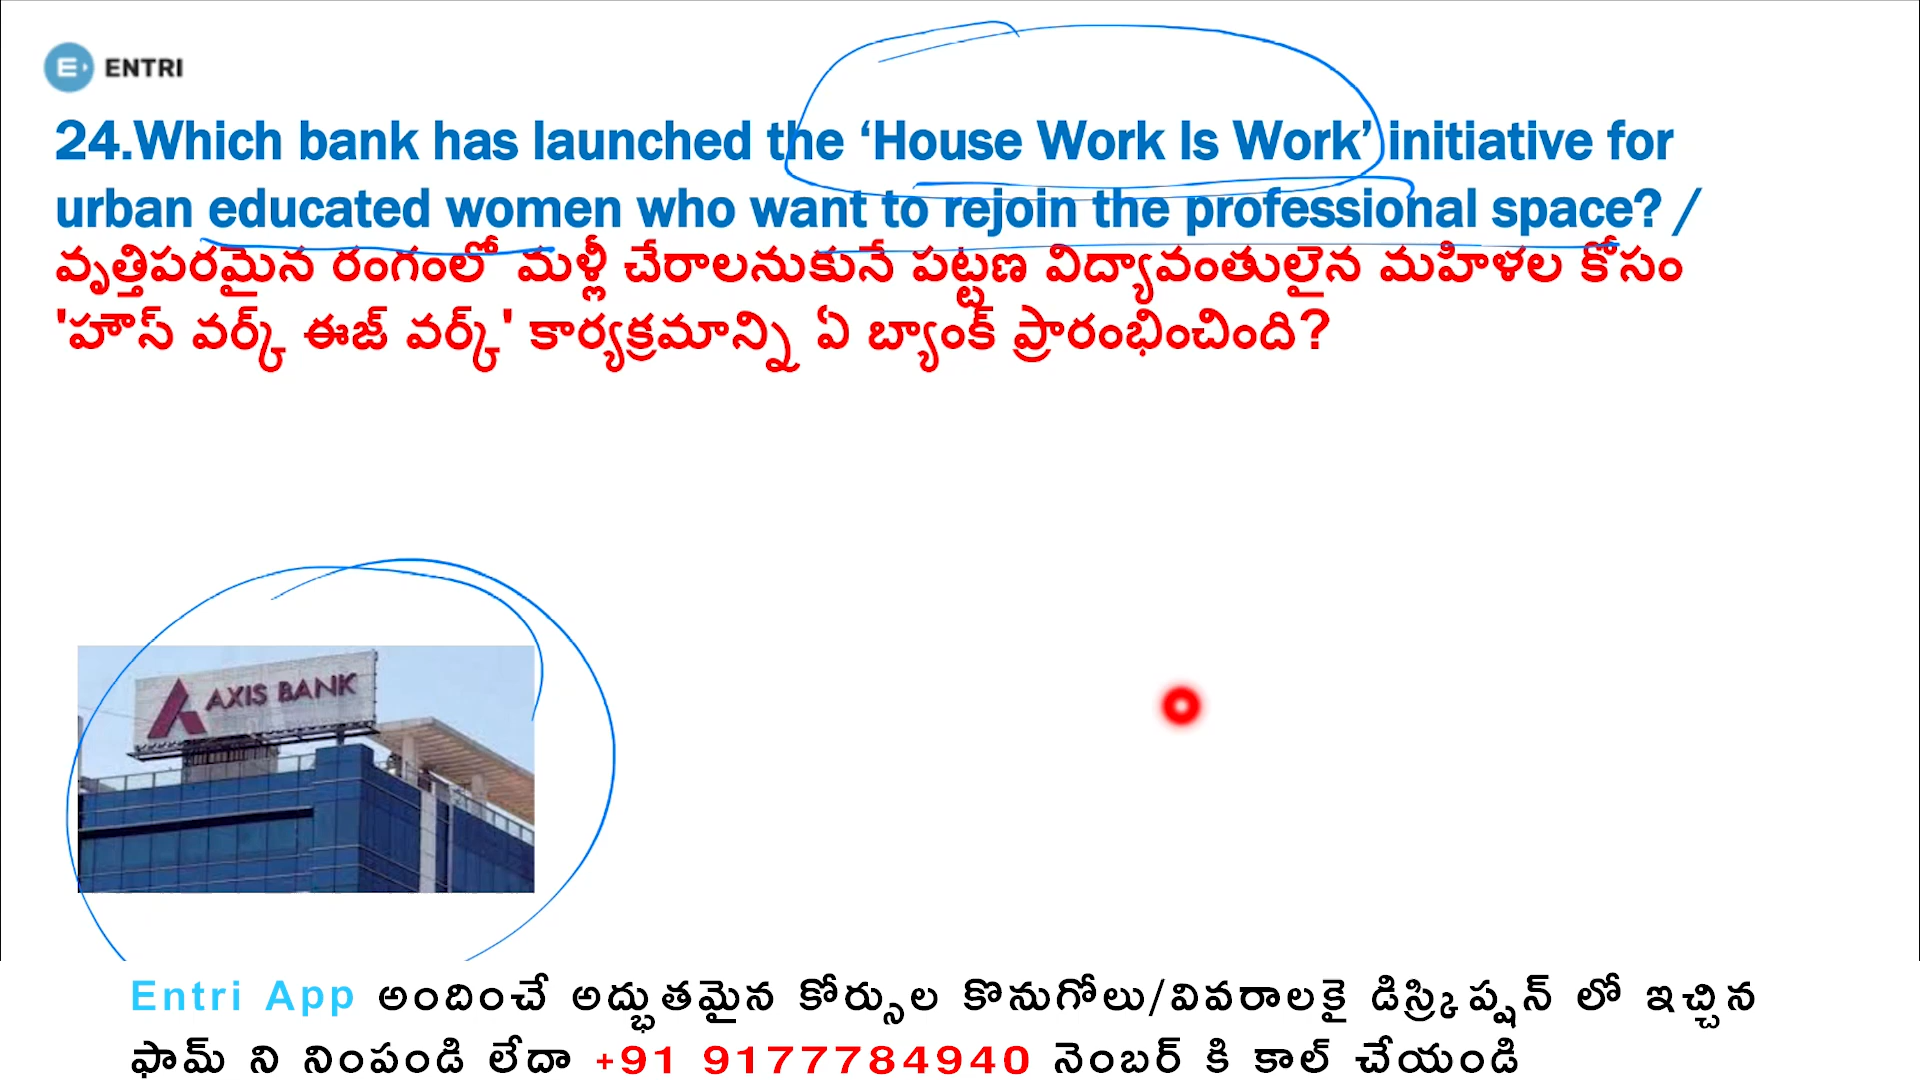 ENTRI
24.Which bank has launched the ‘House Work Is Work’ initiative for
urban educated women who want to rejoin the professional space? /
వృత్తిపరమైన రంగంలో మళ్లీ చేరాలనుకునే పట్టణ విద్యావంతులైన మహిళల కోసం
'హౌస్ వర్క్ ఈజ్ వర్క్' కార్యక్రమాన్ని ఏ బ్యాంక్ ప్రారంభించింది?
AXIS BANK
Entri App అందించే అద్భుతమైన కోర్సుల కొనుగోలు/వివరాలకై డిస్క్రిప్షన్ లో ఇచ్చిన
ఫామ్ ని నింపండి లేదా +91 9177784940 నెంబర్ కి కాల్ చేయండి